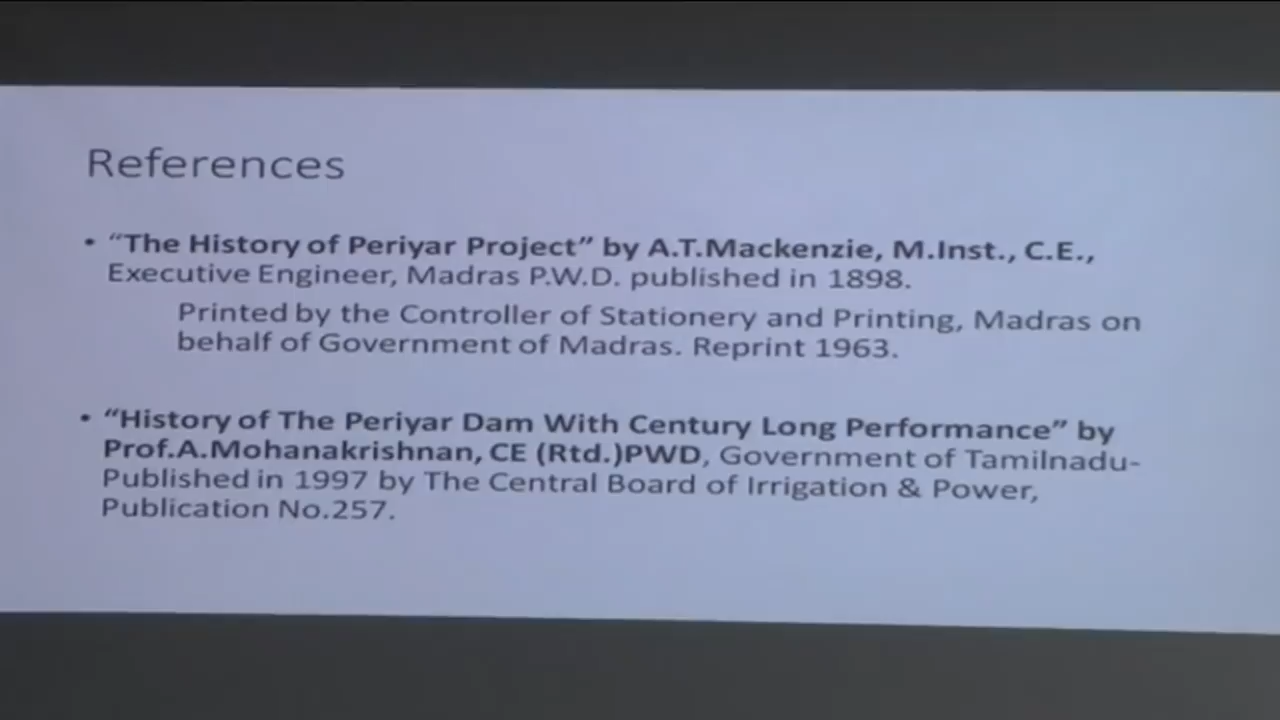 References
• “The History of Periyar Project” by A.T.Mackenzie, M.Inst., C.E.,
Executive Engineer, Madras P.W.D. published in 1898.
Printed by the Controller of Stationery and Printing, Madras on
behalf of Government of Madras. Reprint 1963.
• “History of The Periyar Dam With Century Long Performance” by
Prof.A.Mohanakrishnan, CE (Rtd.)PWD, Government of Tamilnadu-
Published in 1997 by The Central Board of Irrigation & Power,
Publication No.257.